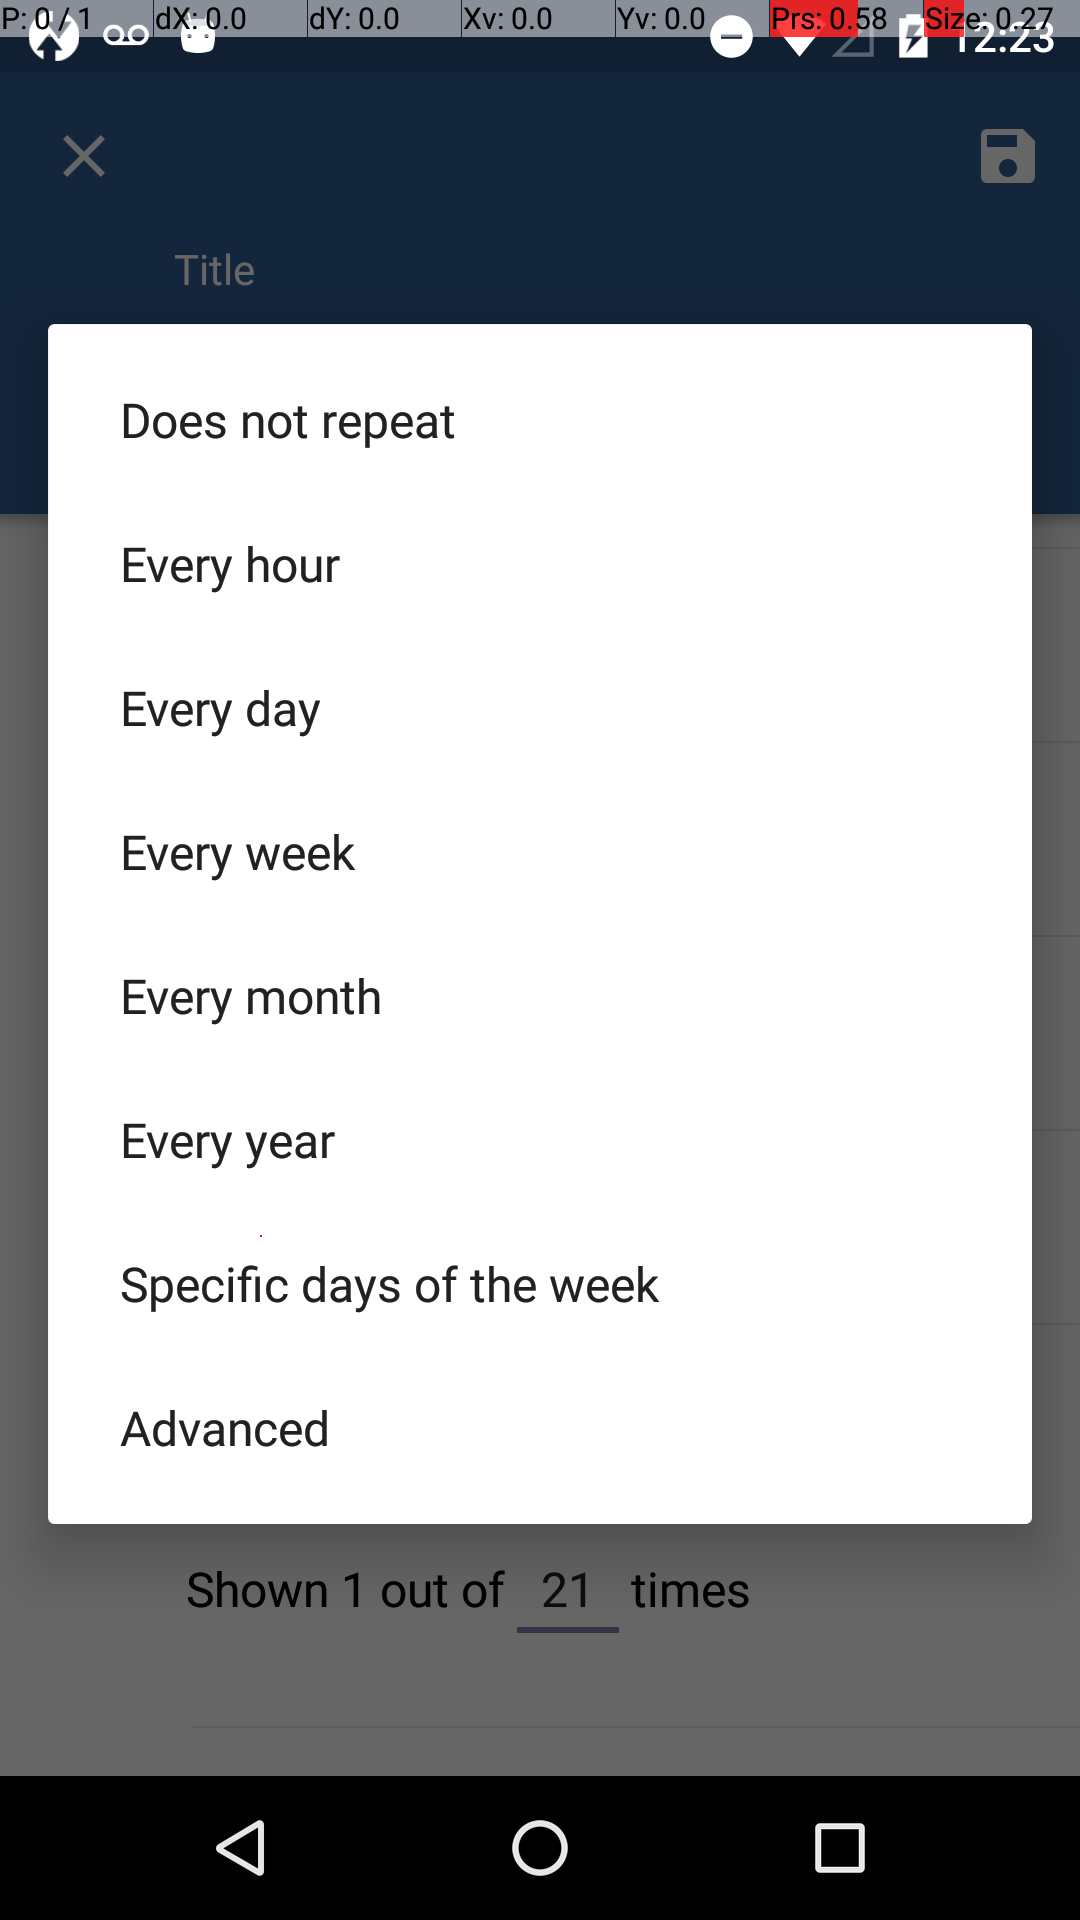 P: 0 / 1 dX: 0.0 dY: 0.0 Xv: 0.0 Yv: 0.0 Prs: 0.58 Size: 0.27
12:23
Title
Does not repeat
Every hour
Every day
Every week
Every month
Every year
Specific days of the week
Advanced
Shown 1 out of 21 times